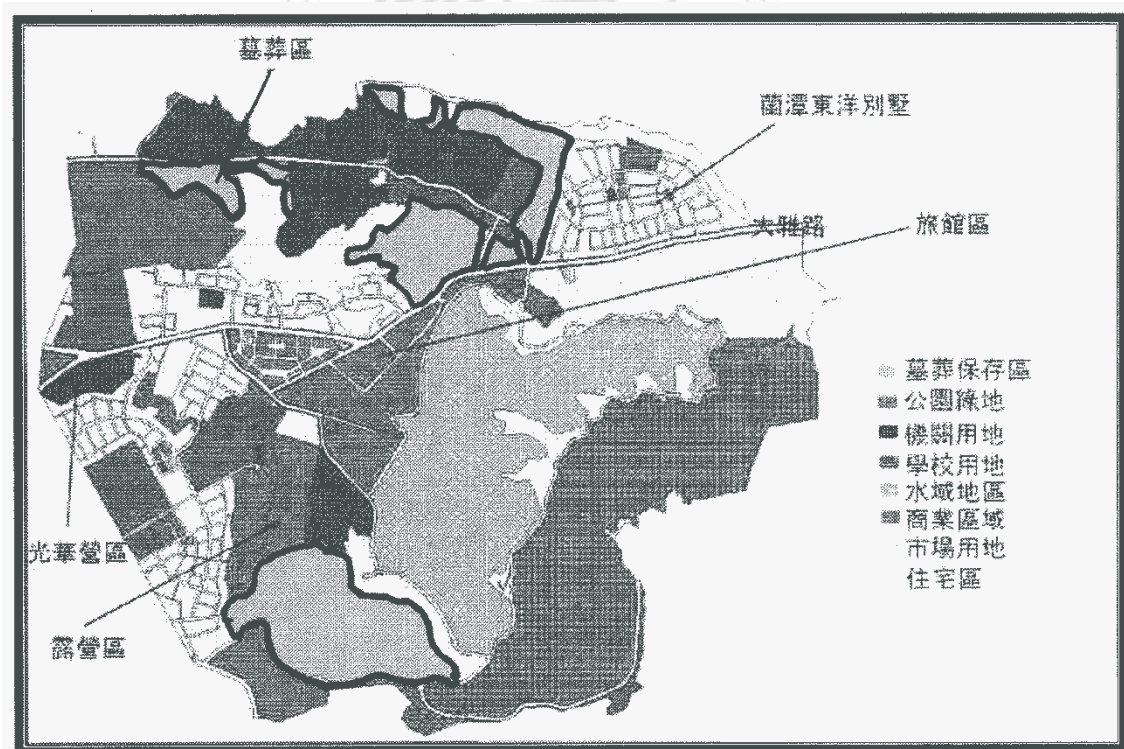 墓葬區
蘭潭東洋別墅
大雅路
旅館區
墓葬保存區
公園綠地
機關用地
學校用地
水域地區
商業區域
市場用地
住宅區
光華營區
露營區